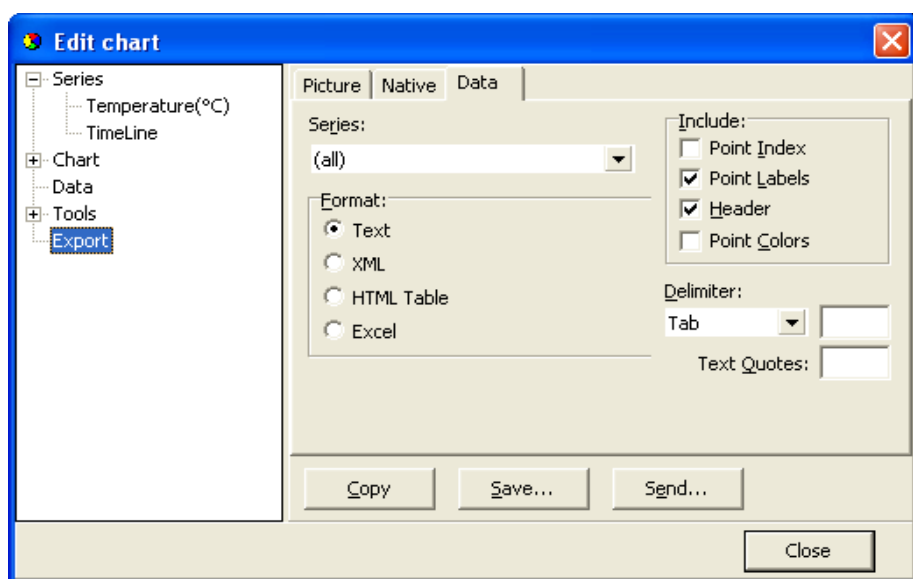 Edit chart
Series
Temperature(°C)
TimeLine
Chart
Data
Tools
Export
Picture
Native
Data
Series:
(all)
Format:
Text
XML
HTML Table
Excel
Include:
Point Index
Point Labels
Header
Point Colors
Delimiter:
Tab
Text Quotes:
Copy
Save...
Send...
Close